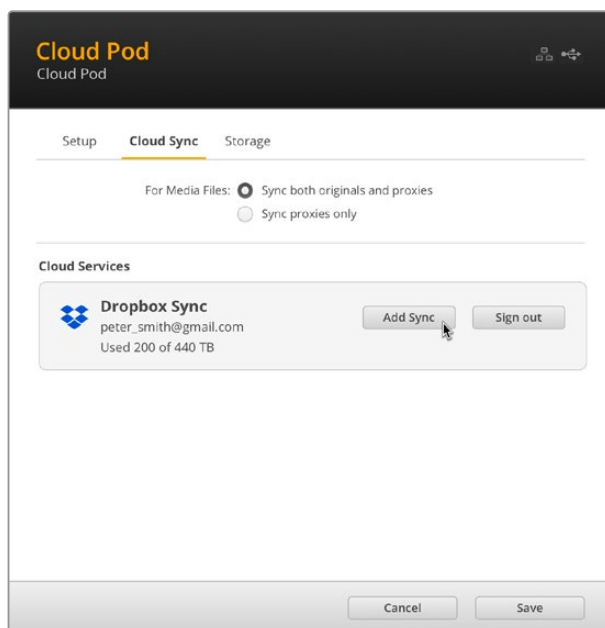 Cloud Pod
Cloud Pod
Setup Cloud Sync Storage
For Media Files: Sync both originals and proxies
Sync proxies only
Cloud Services
Dropbox Sync
peter_smith@gmail.com
Used 200 of 440 TB
Add Sync Sign out
Cancel Save